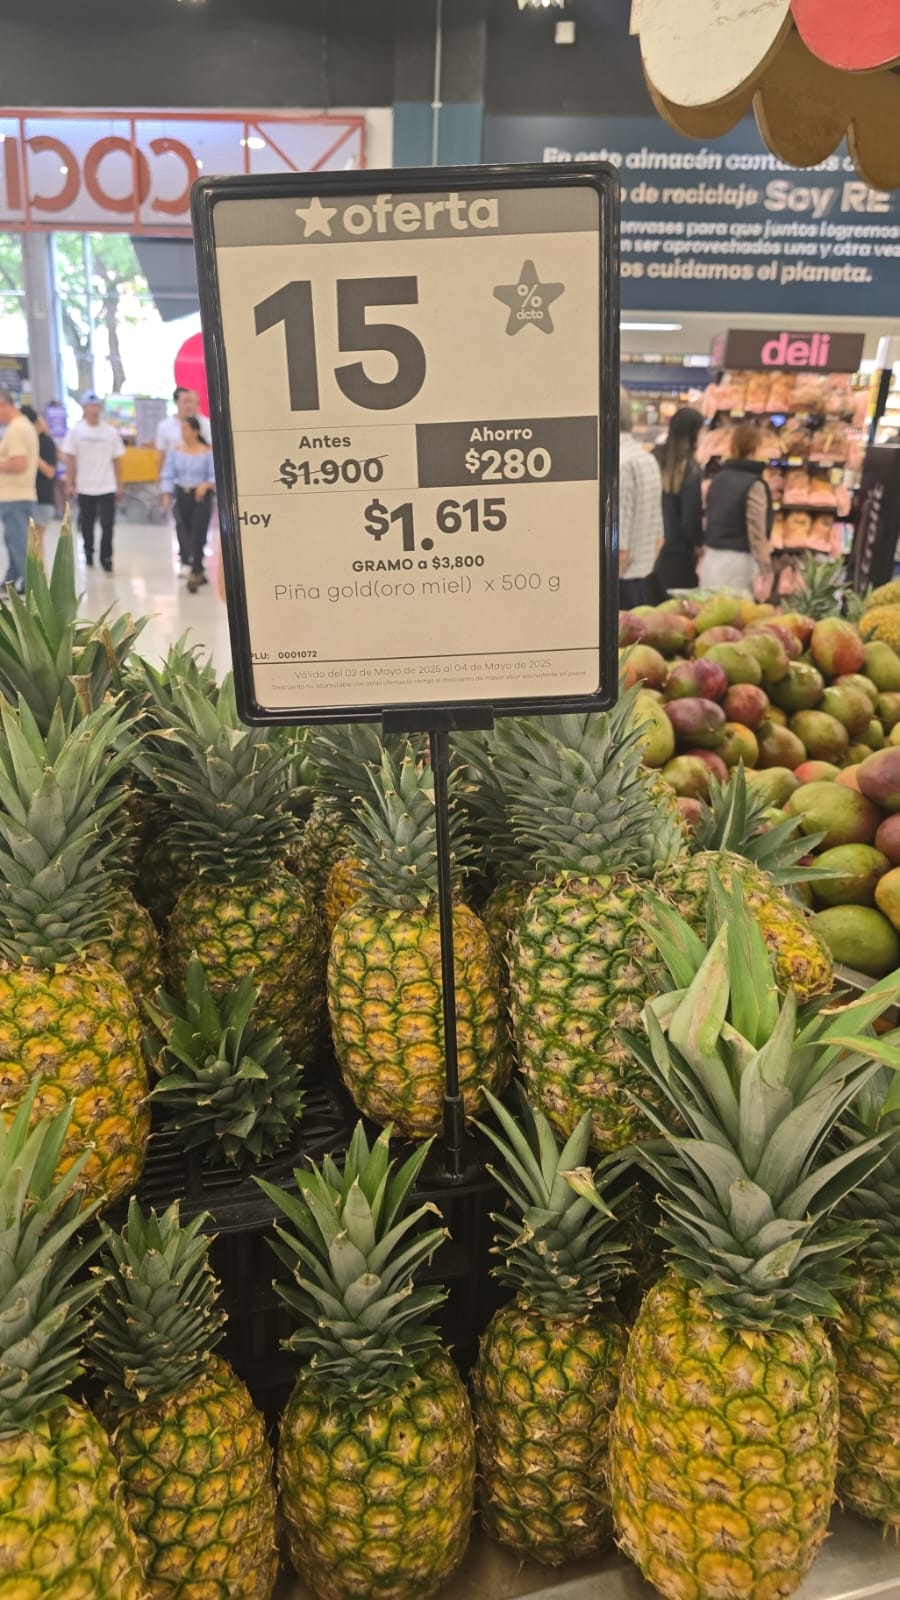 COCI
En este almacén contamos
de reciclaje Soy RE
envases para que juntos logremos
ser aprovechados una y otra vez
os cuidamos el planeta.
deli
oferta
15
%
dcto
Antes
$1.900
Ahorro
$280
Hoy
$1.615
GRAMO a $3,800
Piña gold(oro miel) x 500 g
PLU: 0001072
Válido del 02 de Mayo de 2025 al 04 de Mayo de 2025